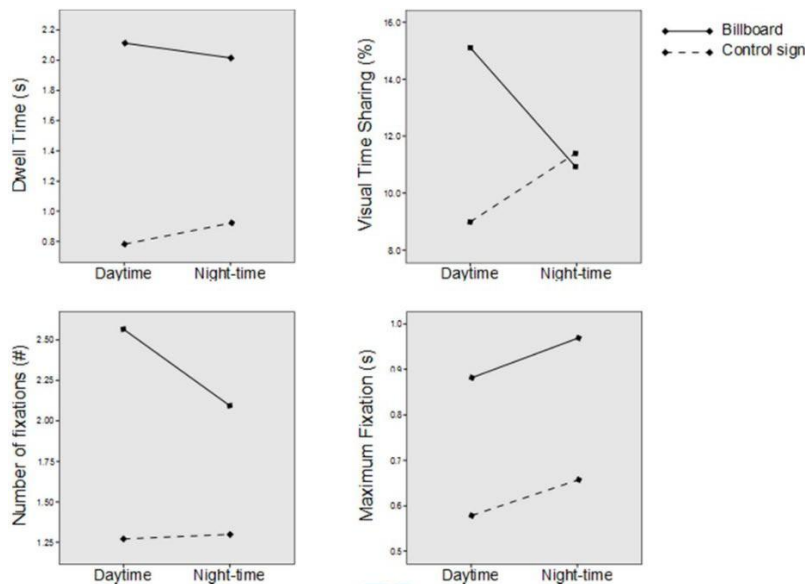 Dwell Time (s)
2.2
2.0
1.8
1.6
1.4
1.2
1.0
0.8
Daytime
Night-time
Visual Time Sharing (%)
16.0
14.0
12.0
10.0
8.0
Daytime
Night-time
Billboard
Control sign
Number of fixations (#)
2.50
2.25
2.00
1.75
1.50
1.25
Daytime
Night-time
Maximum Fixation (s)
1.0
0.9
0.8
0.7
0.6
0.5
Daytime
Night-time